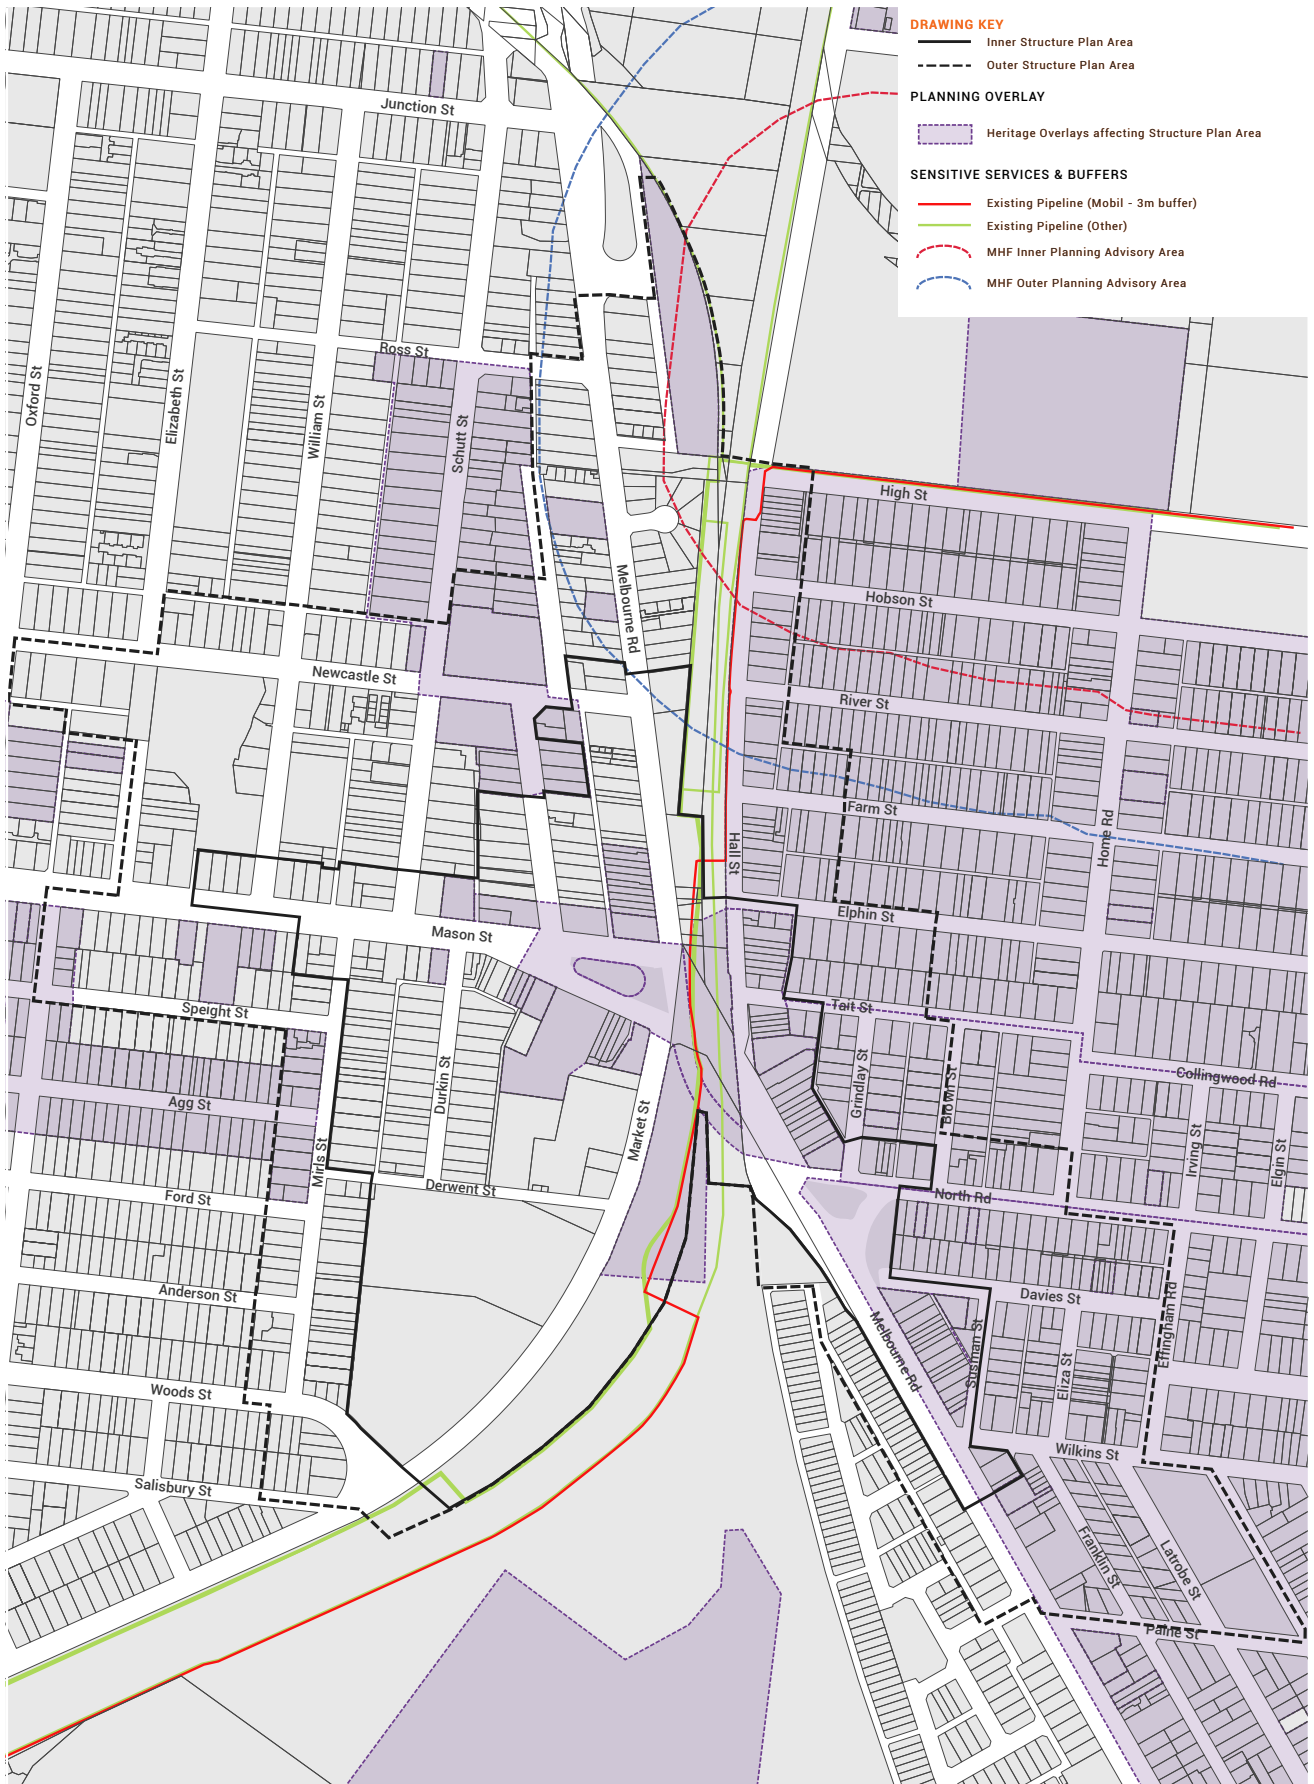 DRAWING KEY
Inner Structure Plan Area
Outer Structure Plan Area
PLANNING OVERLAY
Heritage Overlays affecting Structure Plan Area
SENSITIVE SERVICES & BUFFERS
Existing Pipeline (Mobil - 3m buffer)
Existing Pipeline (Other)
MHF Inner Planning Advisory Area
MHF Outer Planning Advisory Area
Junction St
Ross St
Oxford St
Elizabeth St
William St
Schutt St
High St
Melbourne Rd
Hobson St
Newcastle St
River St
Farm St
Hall St
Home Rd
Elphin St
Mason St
Speight St
Tait St
Durkin St
Grindlay St
Brown St
Collingwood Rd
Agg St
Market St
Mirls St
Irving St
Elgin St
Derwent St
Ford St
North Rd
Anderson St
Davies St
Melbourne Rd
Susman St
Eliza St
Effingham Rd
Woods St
Wilkins St
Salisbury St
Franklin St
Latrobe St
Paine St